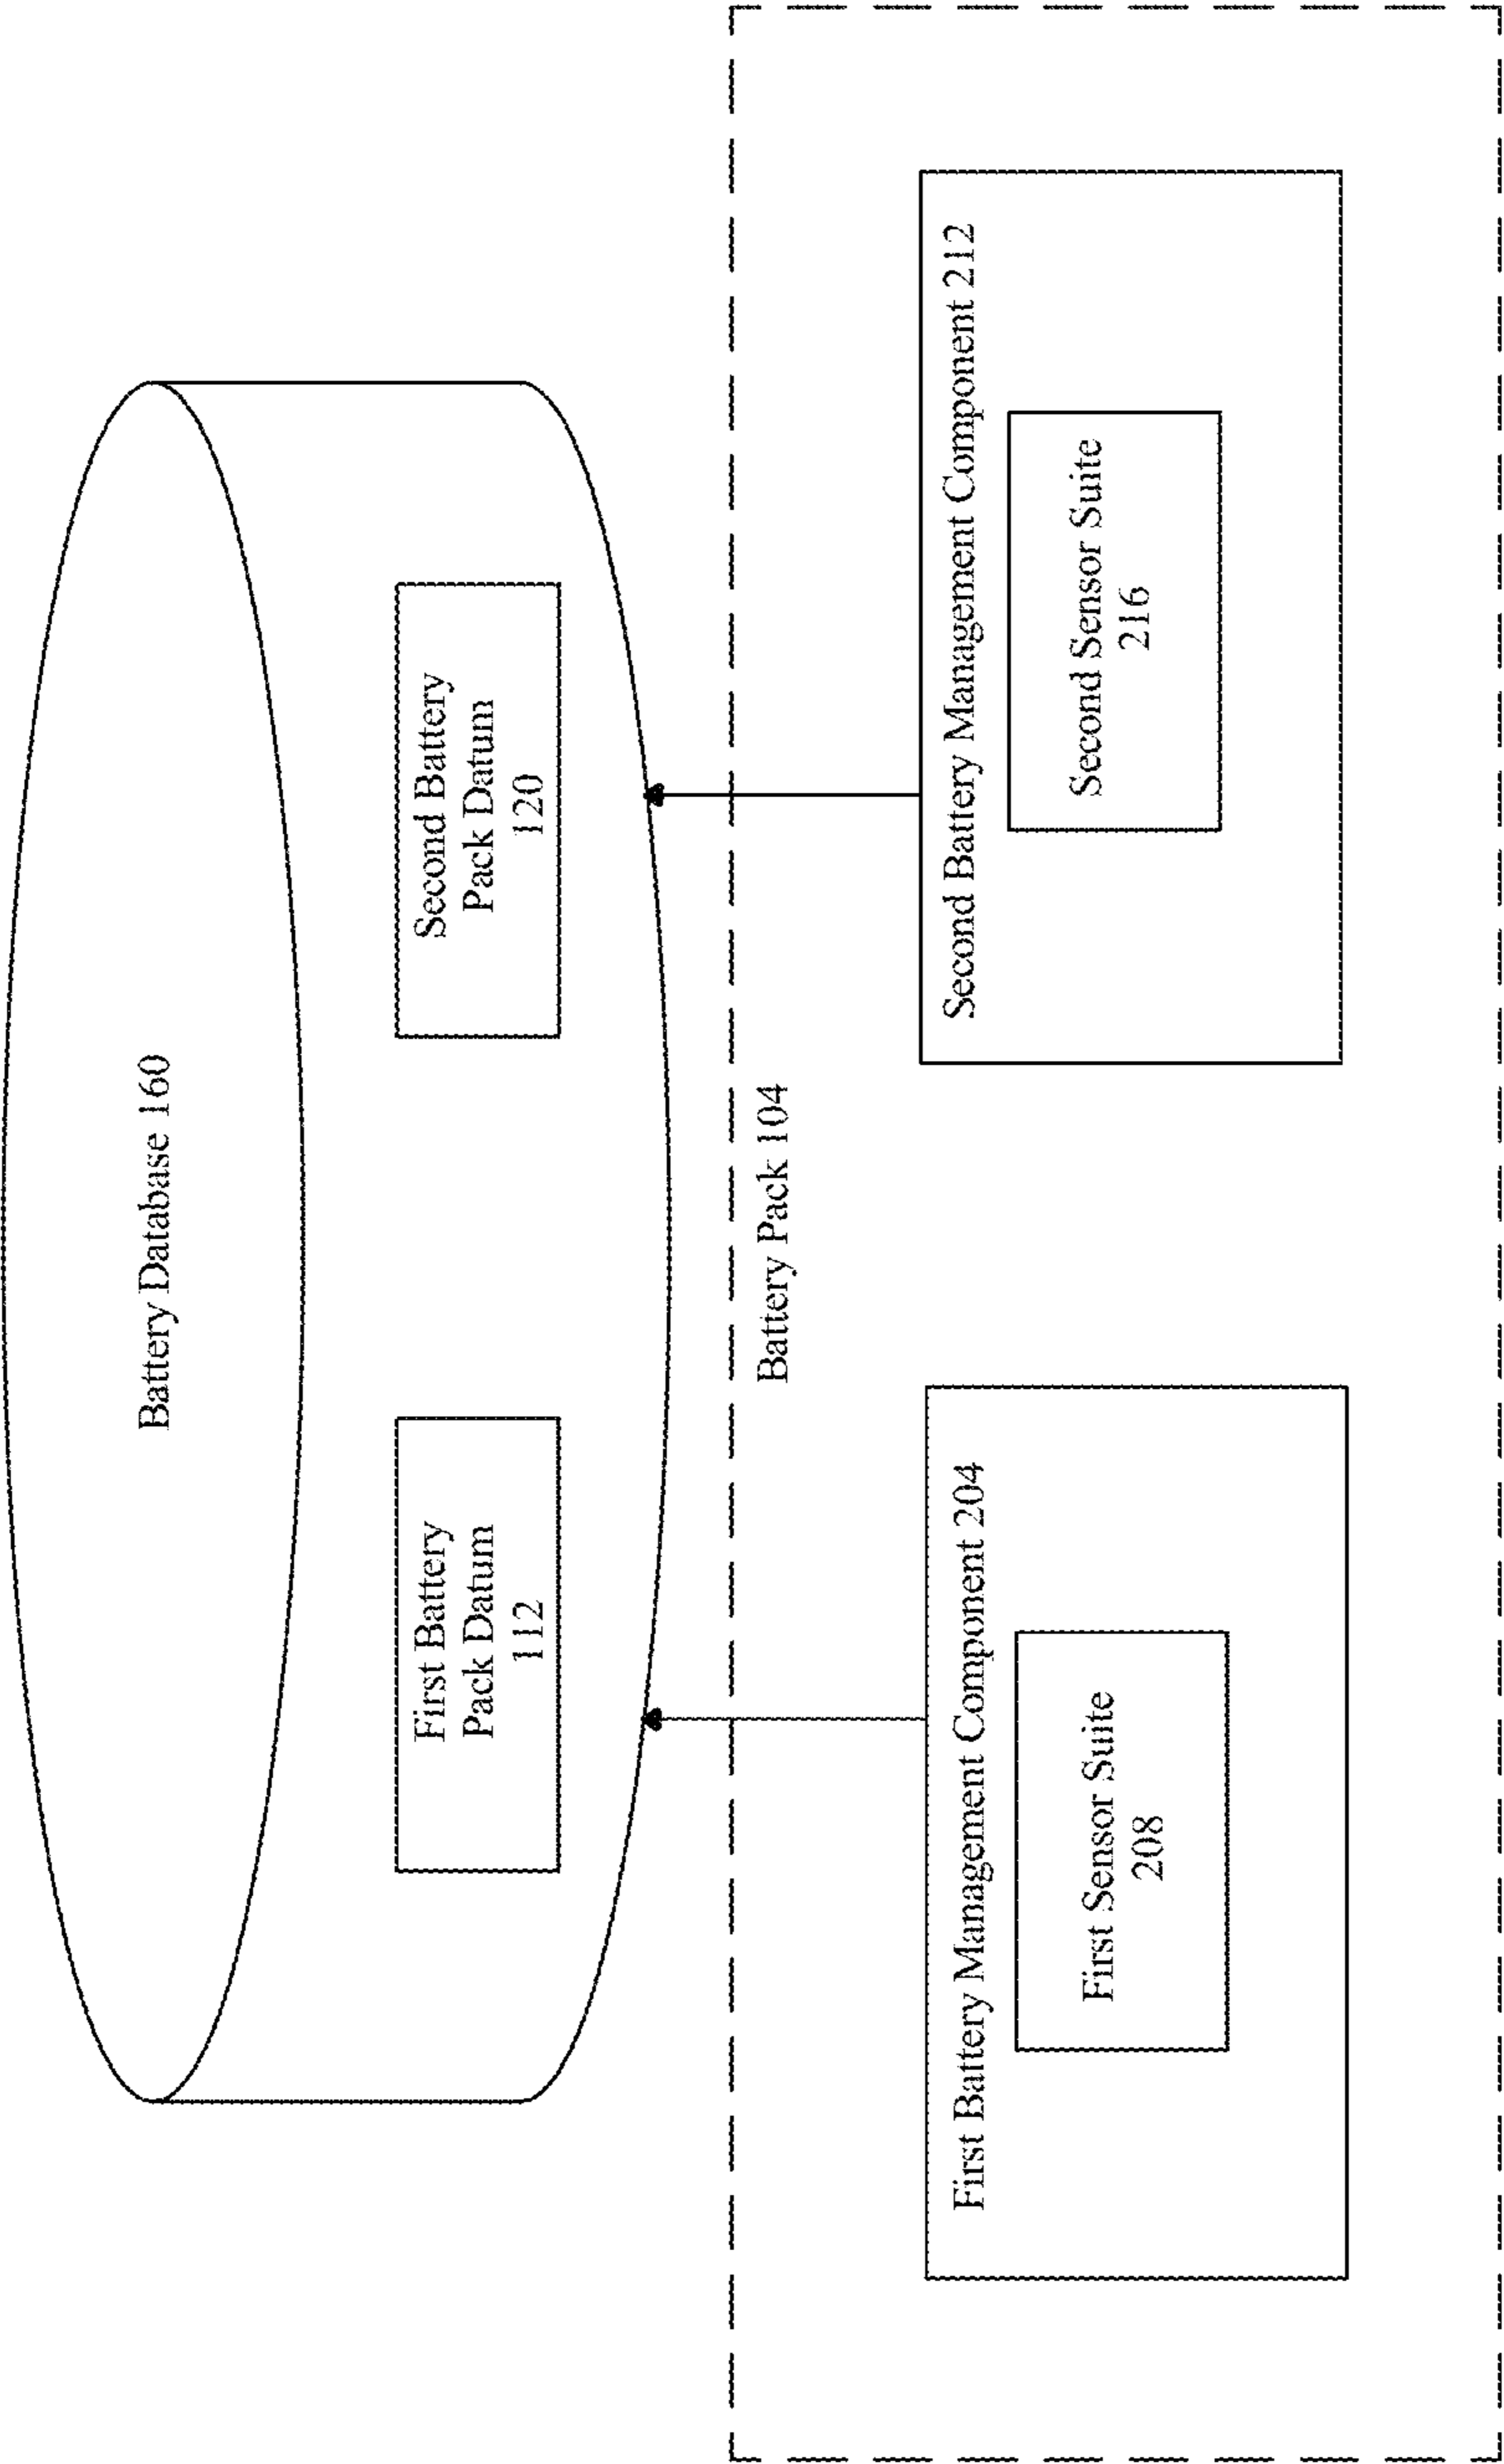 Battery Database 160
First Battery
Pack Datum
112
Second Battery
Pack Datum
120
Battery Pack 104
First Battery Management Component 204
First Sensor Suite
208
Second Battery Management Component 212
Second Sensor Suite
216